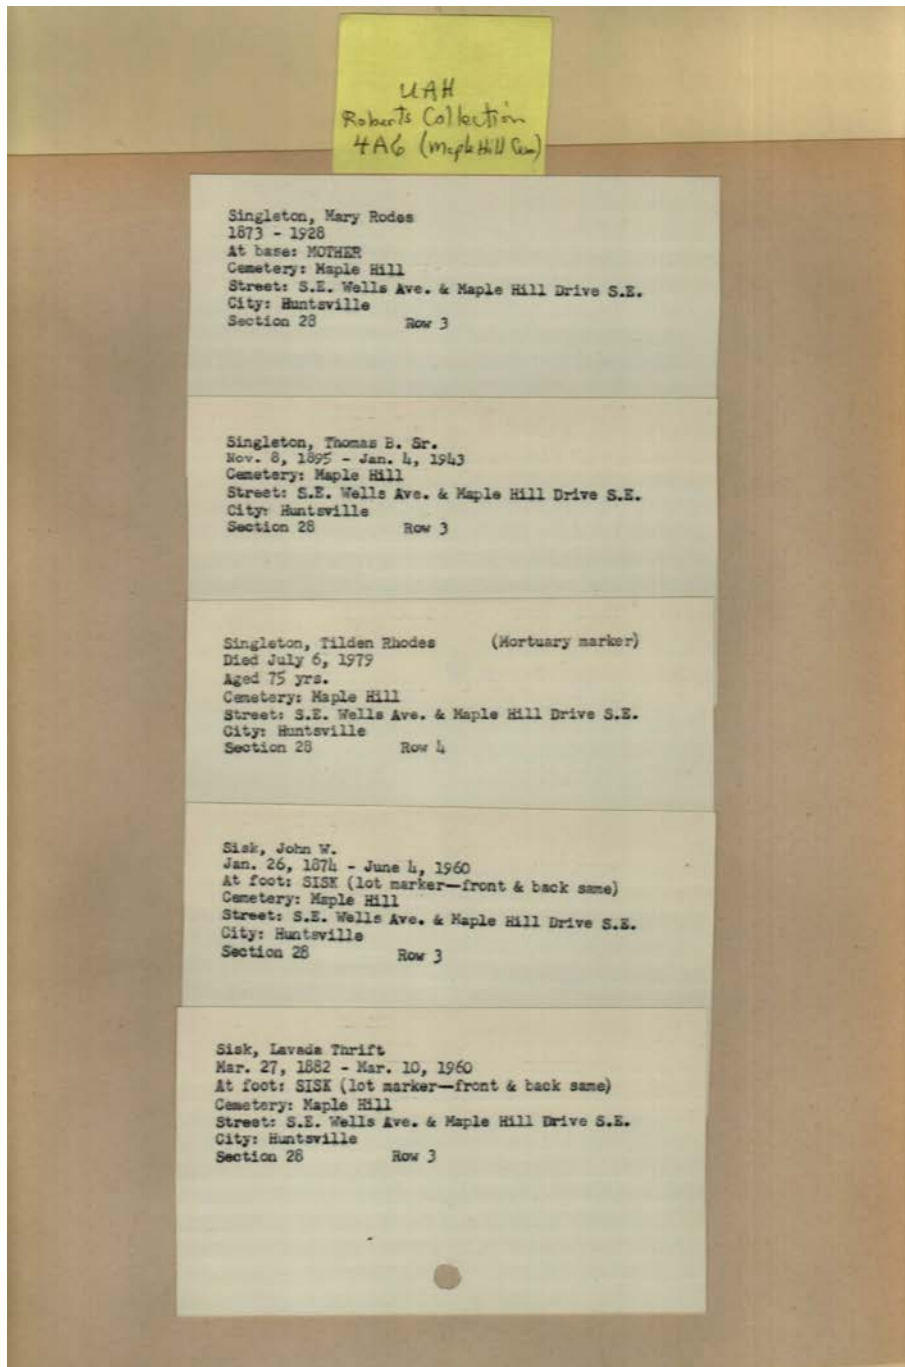 UAH
Roberts Collection
4A6 (Maple Hill Cem)
Singleton, Mary Rodes
1873 - 1928
At base: MOTHER
Cemetery: Maple Hill
Street: S.E. Wells Ave. & Maple Hill Drive S.E.
City: Huntsville
Section 28 Row 3
Singleton, Thomas B. Sr.
Nov. 8, 1895 - Jan. 4, 1943
Cemetery: Maple Hill
Street: S.E. Wells Ave. & Maple Hill Drive S.E.
City: Huntsville
Section 28 Row 3
Singleton, Tilden Rhodes (Mortuary marker)
Died July 6, 1979
Aged 75 yrs.
Cemetery: Maple Hill
Street: S.E. Wells Ave. & Maple Hill Drive S.E.
City: Huntsville
Section 28 Row 4
Sisk, John W.
Jan. 26, 1874 - June 4, 1960
At foot: SISK (lot marker—front & back same)
Cemetery: Maple Hill
Street: S.E. Wells Ave. & Maple Hill Drive S.E.
City: Huntsville
Section 28 Row 3
Sisk, Lavada Thrift
Mar. 27, 1882 - Mar. 10, 1960
At foot: SISK (lot marker—front & back same)
Cemetery: Maple Hill
Street: S.E. Wells Ave. & Maple Hill Drive S.E.
City: Huntsville
Section 28 Row 3